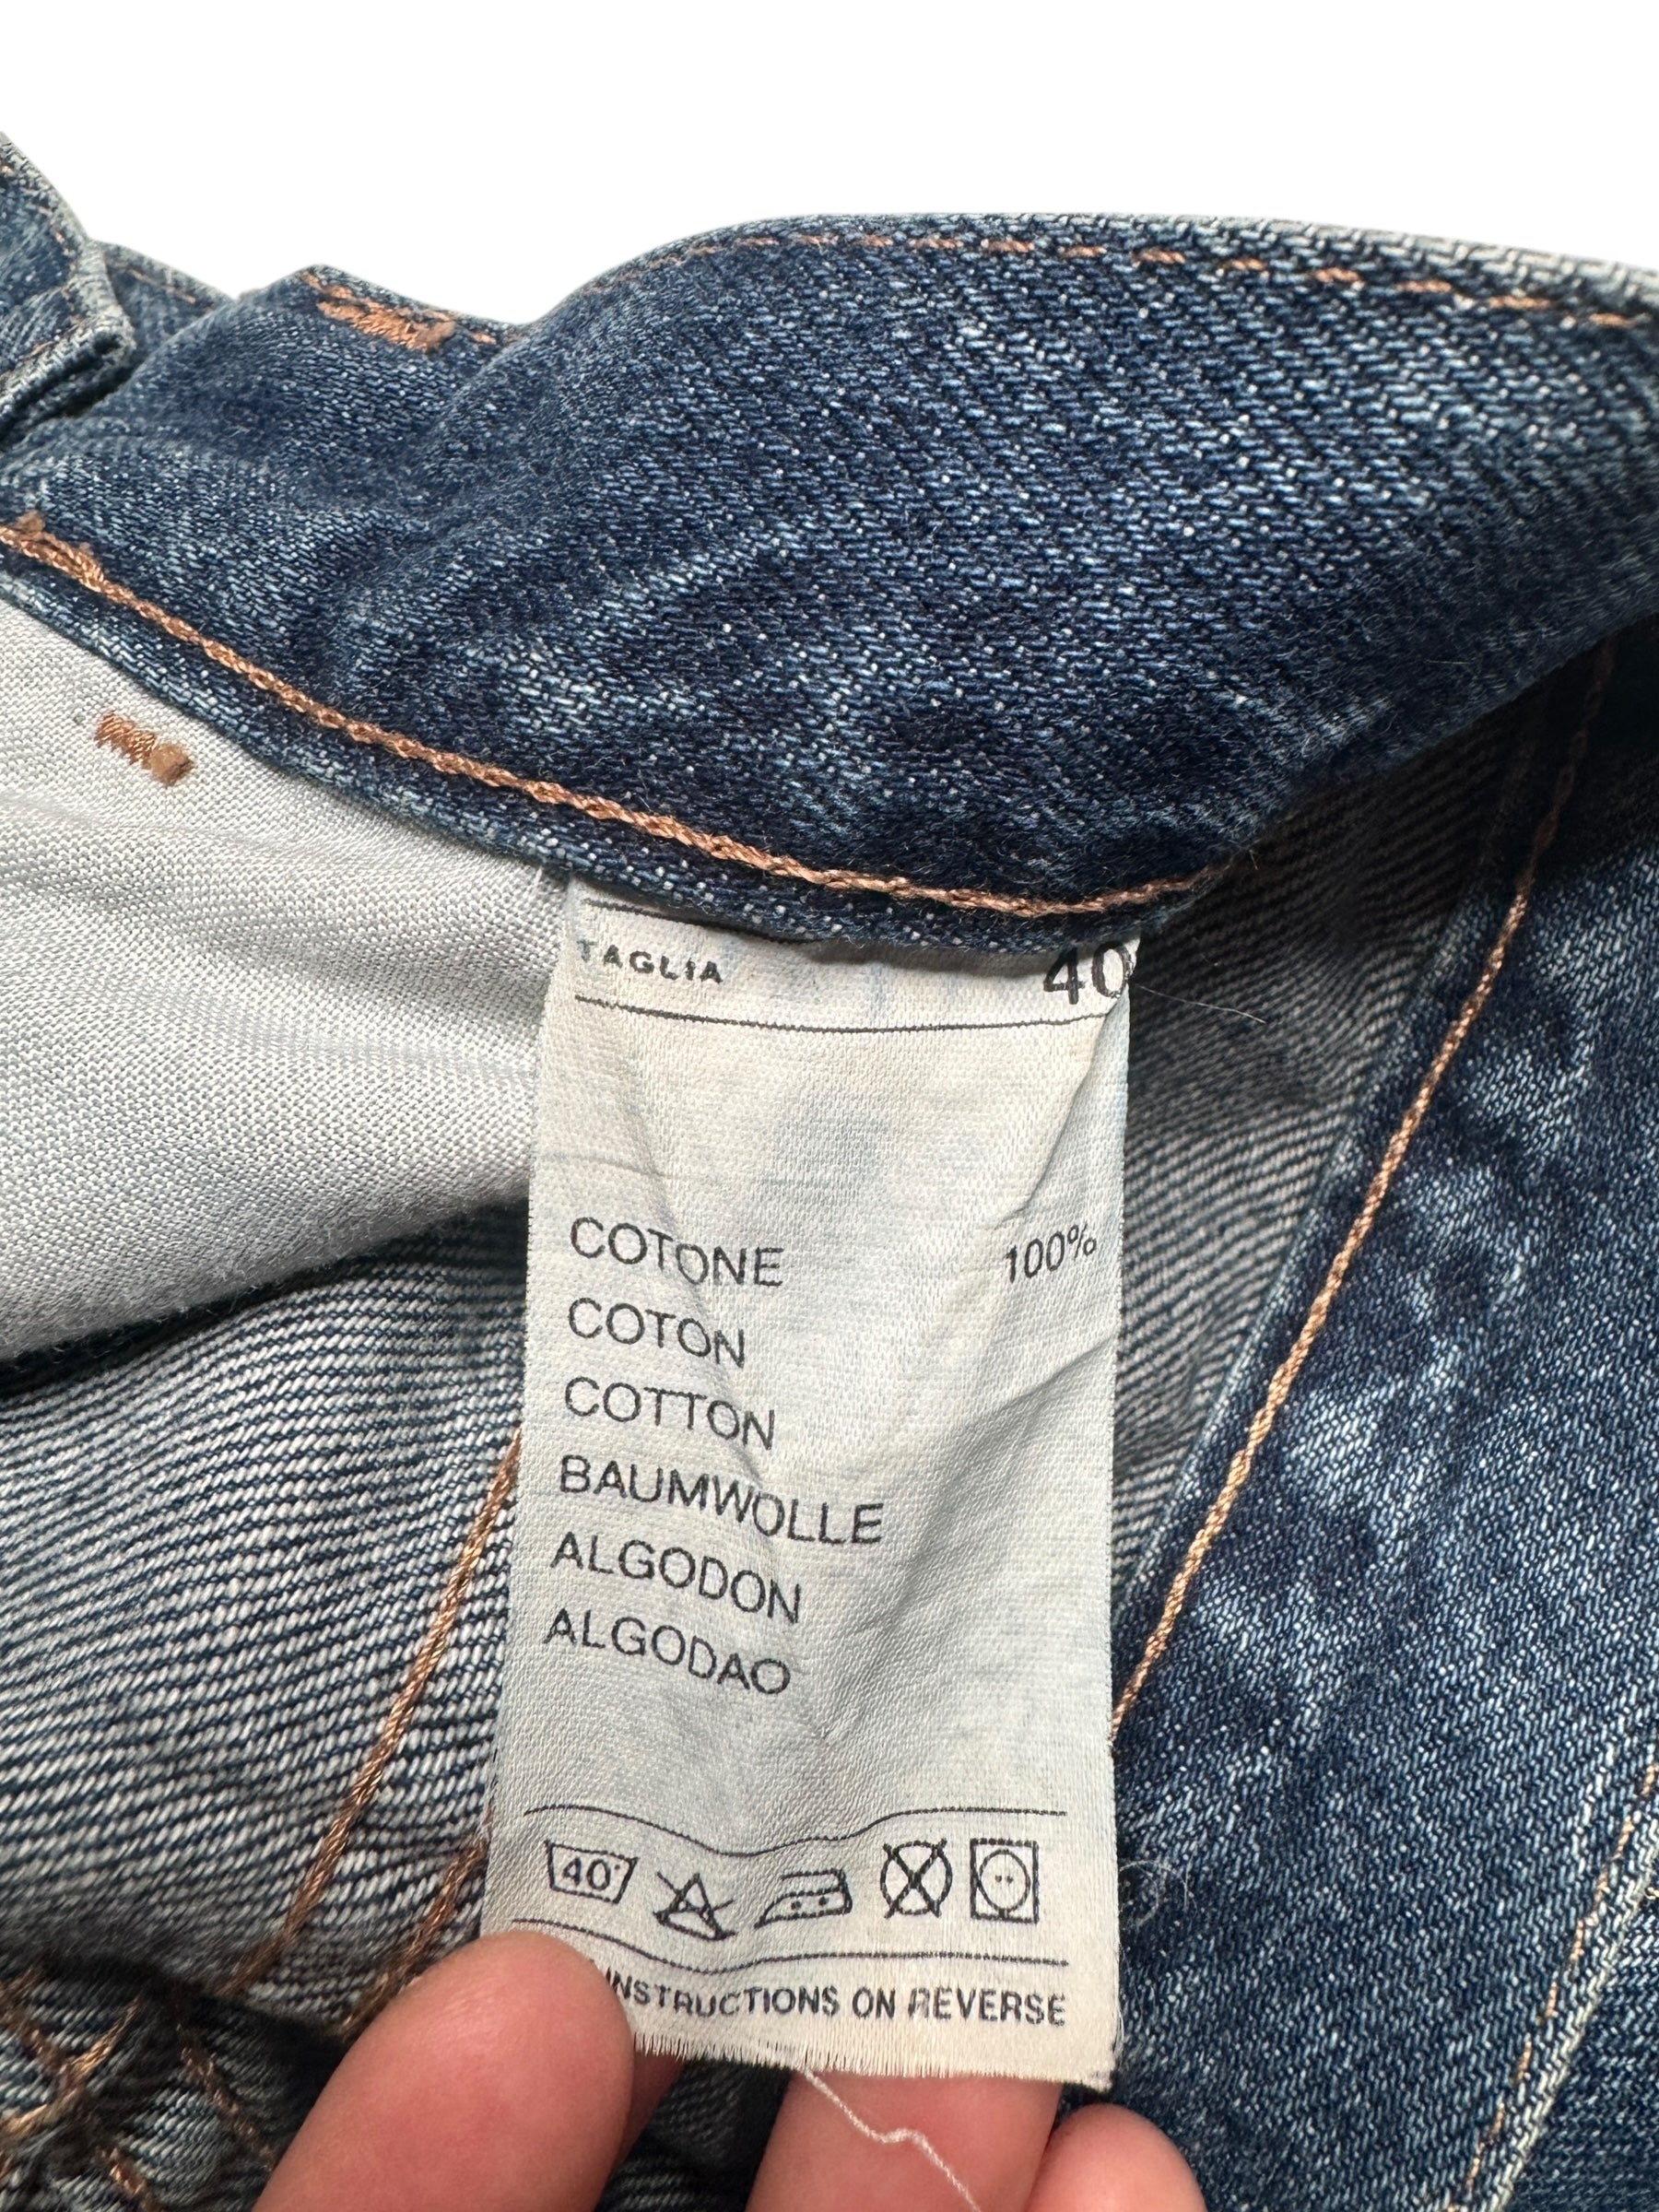 TAGLIA 40
COTONE 100%
COTON
COTTON
BAUMWOLLE
ALGODON
ALGODAO
40°
INSTRUCTIONS ON REVERSE